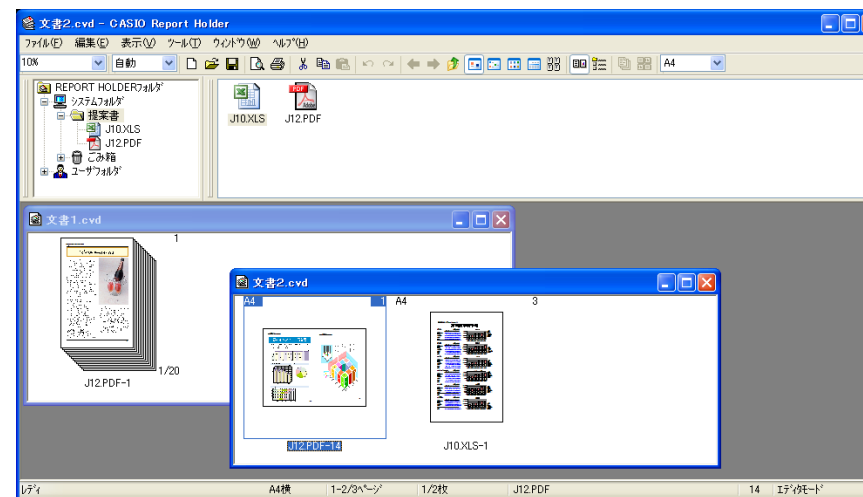 文書2.cvd - CASIO Report Holder
ﾌｧｲﾙ(F) 編集(E) 表示(V) ﾂｰﾙ(T) ｳｨﾝﾄﾞｳ(W) ﾍﾙﾌﾟ(H)
10% 自動 A4
REPORT HOLDERﾌｫﾙﾀﾞ
ｼｽﾃﾑﾌｫﾙﾀﾞ
提案書
J10.XLS
J12.PDF
ごみ箱
ﾕｰｻﾞﾌｫﾙﾀﾞ
J10.XLS J12.PDF
文書1.cvd
1
1/20
J12.PDF-1
文書2.cvd
A4 1 A4 3
J12.PDF-14 J10.XLS-1
ﾚﾃﾞｨ A4横 1-2/3ﾍﾟｰｼﾞ 1/2枚 J12.PDF 14 ｴﾃﾞｨﾀﾓｰﾄﾞ